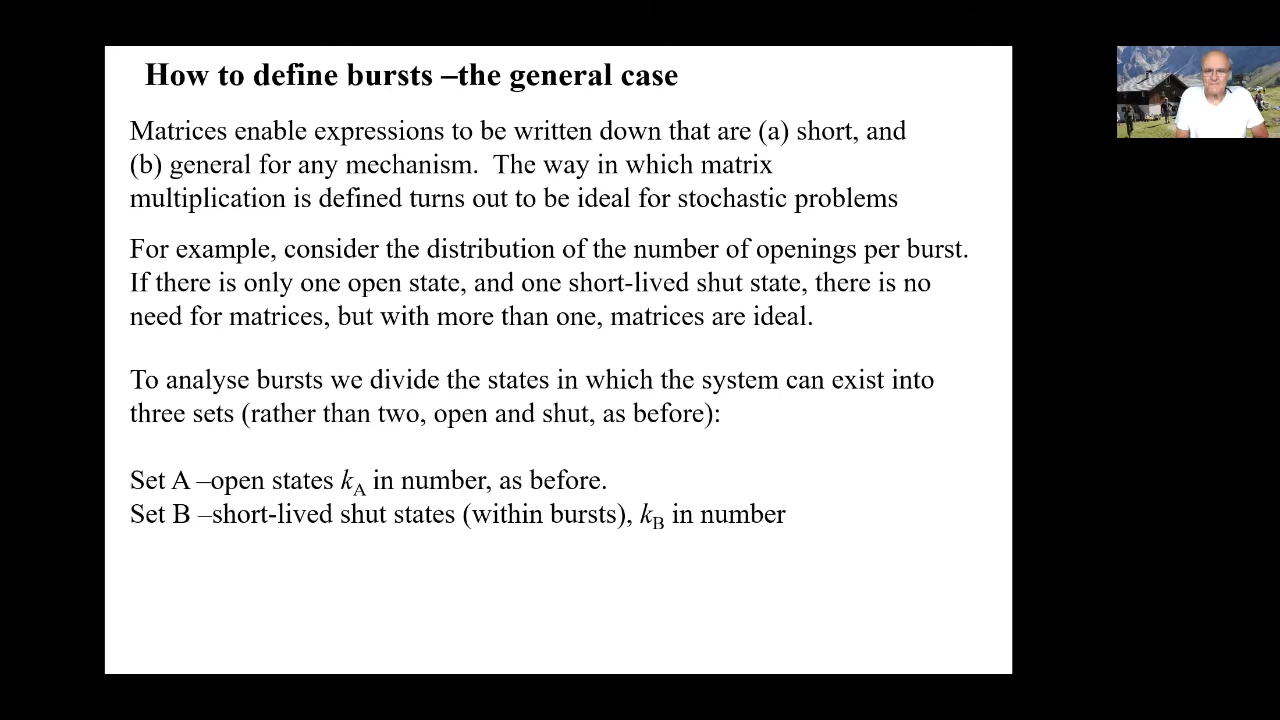 How to define bursts –the general case
Matrices enable expressions to be written down that are (a) short, and
(b) general for any mechanism.  The way in which matrix
multiplication is defined turns out to be ideal for stochastic problems
For example, consider the distribution of the number of openings per burst.
If there is only one open state, and one short-lived shut state, there is no
need for matrices, but with more than one, matrices are ideal.
To analyse bursts we divide the states in which the system can exist into
three sets (rather than two, open and shut, as before):
Set A –open states kA in number, as before.
Set B –short-lived shut states (within bursts), kB in number